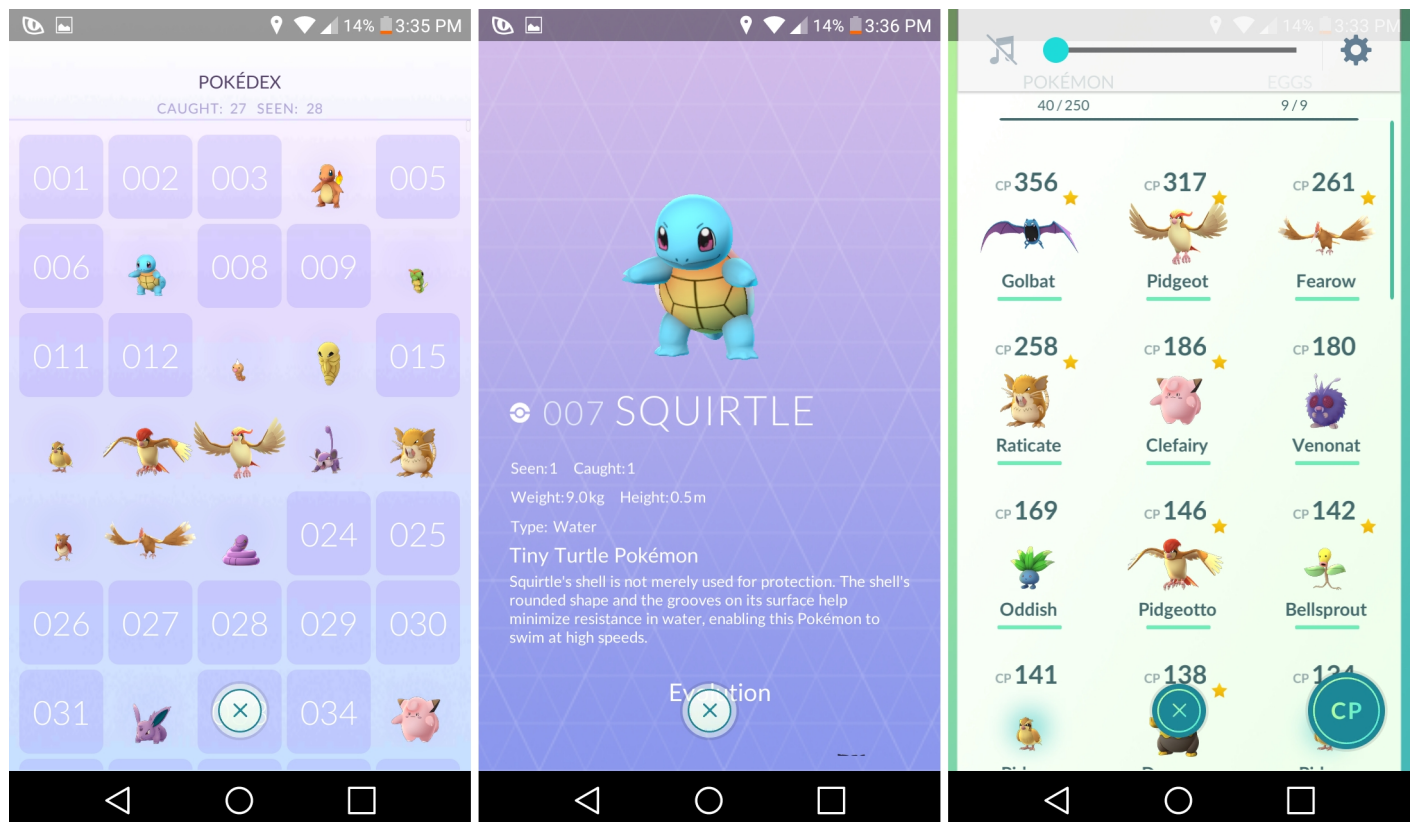 14% 3:35 PM
POKÉDEX
CAUGHT: 27 SEEN: 28
001 002 003 005
006 008 009
011 012 015
024 025
026 027 028 029 030
031 034
14% 3:36 PM
007 SQUIRTLE
Seen:1 Caught:1
Weight:9.0kg Height:0.5m
Type: Water
Tiny Turtle Pokémon
Squirtle's shell is not merely used for protection. The shell's
rounded shape and the grooves on its surface help
minimize resistance in water, enabling this Pokémon to
swim at high speeds.
Evolution
14% 3:33 PM
POKÉMON EGGS
40/250 9/9
CP 356 CP 317 CP 261
Golbat Pidgeot Fearow
CP 258 CP 186 CP 180
Raticate Clefairy Venonat
CP 169 CP 146 CP 142
Oddish Pidgeotto Bellsprout
CP 141 CP 138 CP
CP